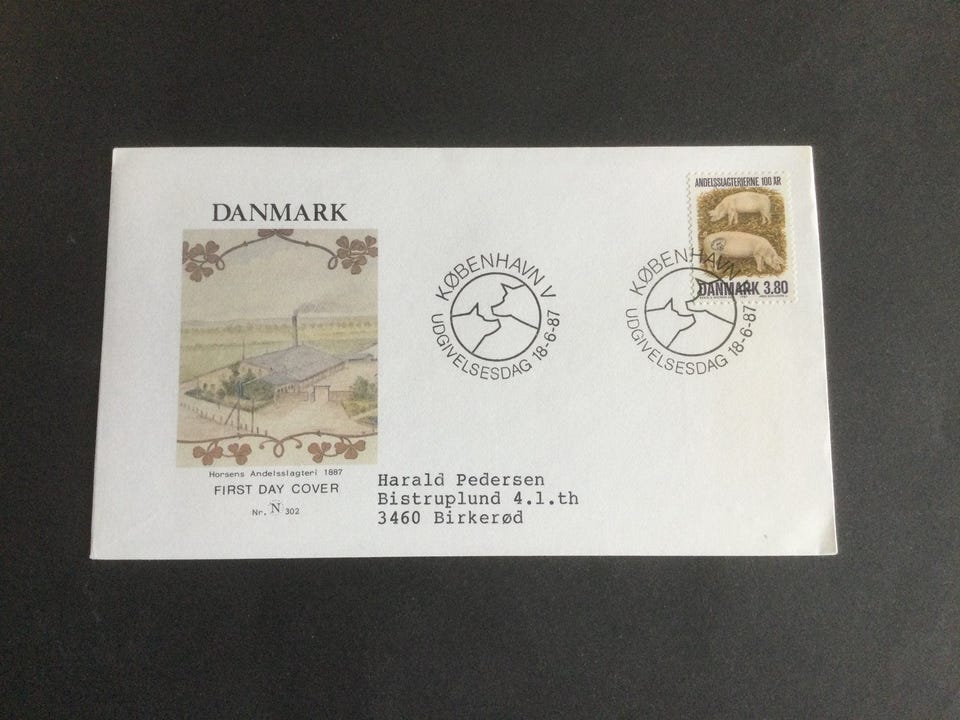 DANMARK
Horsens Andelsslagteri 1887
FIRST DAY COVER
Nr. N 302
KØBENHAVN V
UDGIVELSESDAG 18-6-87
ANDELSSLAGTERIERNE 100 ÅR
DANMARK 3.80
KØBENHAVN
UDGIVELSESDAG 18-6-87
Harald Pedersen
Bistruplund 4.1.th
3460 Birkerød